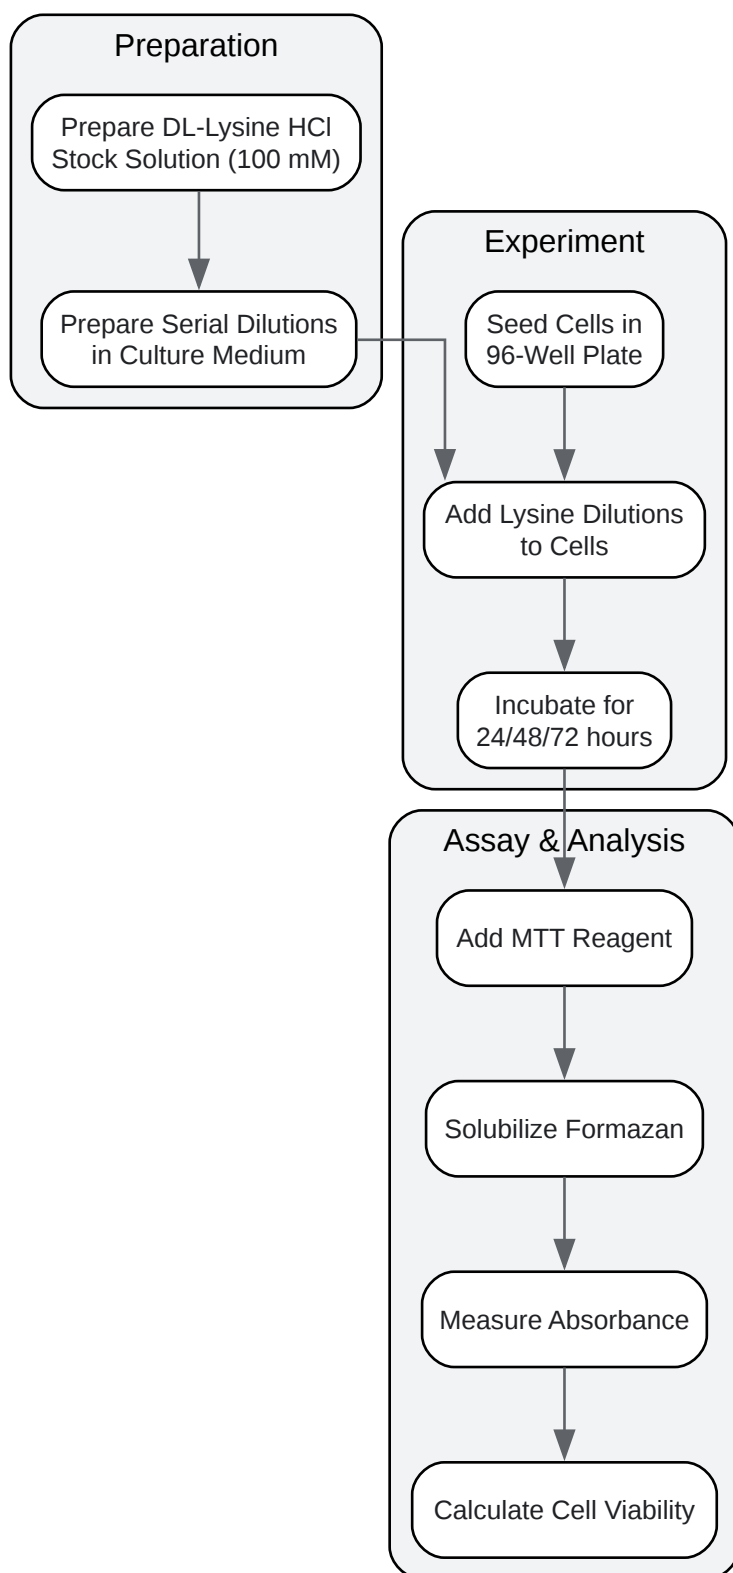 Preparation
Prepare DL-Lysine HCl
Stock Solution (100 mM)
Prepare Serial Dilutions
in Culture Medium
Experiment
Seed Cells in
96-Well Plate
Add Lysine Dilutions
to Cells
Incubate for
24/48/72 hours
Assay & Analysis
Add MTT Reagent
Solubilize Formazan
Measure Absorbance
Calculate Cell Viability